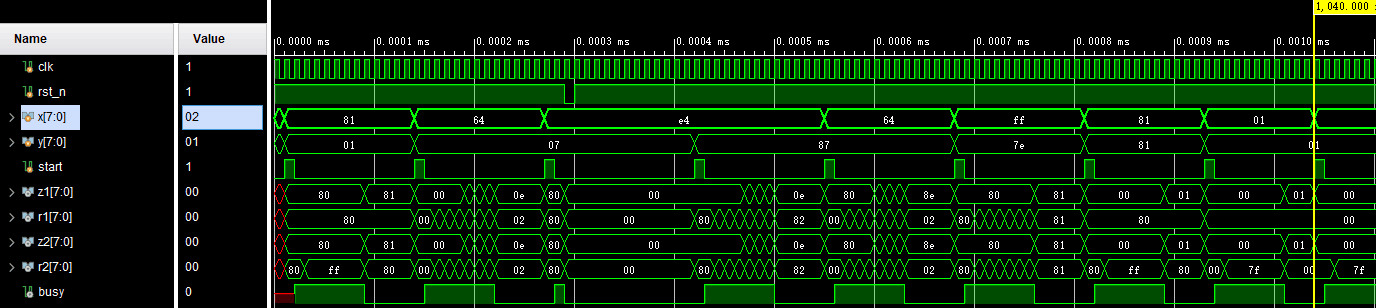 1,040.000
Name Value 0.0000 ms 0.0001 ms 0.0002 ms 0.0003 ms 0.0004 ms 0.0005 ms 0.0006 ms 0.0007 ms 0.0008 ms 0.0009 ms 0.0010 ms
clk 1
rst_n 1
x[7:0] 02 81 64 e4 64 ff 81 01
y[7:0] 01 01 07 87 7e 81 01
start 1
z1[7:0] 00 80 81 00 0e 80 00 0e 80 8e 80 81 00 01 00 01 00
r1[7:0] 00 80 00 02 80 00 80 82 00 02 80 81 80 00
z2[7:0] 00 80 81 00 0e 80 00 0e 80 8e 80 81 00 01 00 01 00
r2[7:0] 00 80 ff 80 00 02 80 00 80 82 00 02 80 81 80 ff 80 00 7f 00 7f
busy 0